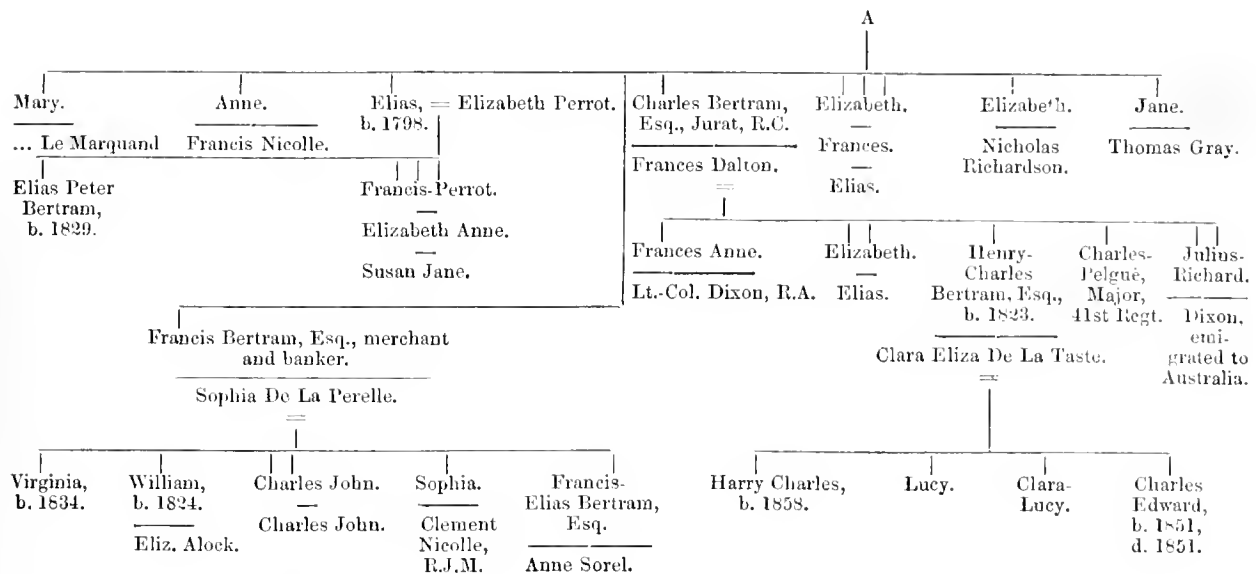 A
Mary.
... Le Marquand
Anne.
Francis Nicolle.
Elias, = Elizabeth Perrot.
b. 1798.
Charles Bertram,
Esq., Jurat, R.C.
Frances Dalton.
=
Elizabeth.
Frances.
Elias.
Elizabeth.
Nicholas
Richardson.
Jane.
Thomas Gray.
Elias Peter
Bertram,
b. 1829.
Francis-Perrot.
Elizabeth Anne.
Susan Jane.
Frances Anne.
Lt.-Col. Dixon, R.A.
Elizabeth.
Elias.
Henry-
Charles
Bertram, Esq.,
b. 1823.
Clara Eliza De La Taste.
=
Charles-
Pelgué,
Major,
41st Regt.
Julius-
Richard.
Dixon,
emi-
grated to
Australia.
Francis Bertram, Esq., merchant
and banker.
Sophia De La Perelle.
=
Virginia,
b. 1834.
William,
b. 1824.
Eliz. Alock.
Charles John.
Charles John.
Sophia.
Clement
Nicolle,
R.J.M.
Francis-
Elias Bertram,
Esq.
Anne Sorel.
Harry Charles,
b. 1858.
Lucy.
Clara-
Lucy.
Charles
Edward,
b. 1851,
d. 1851.